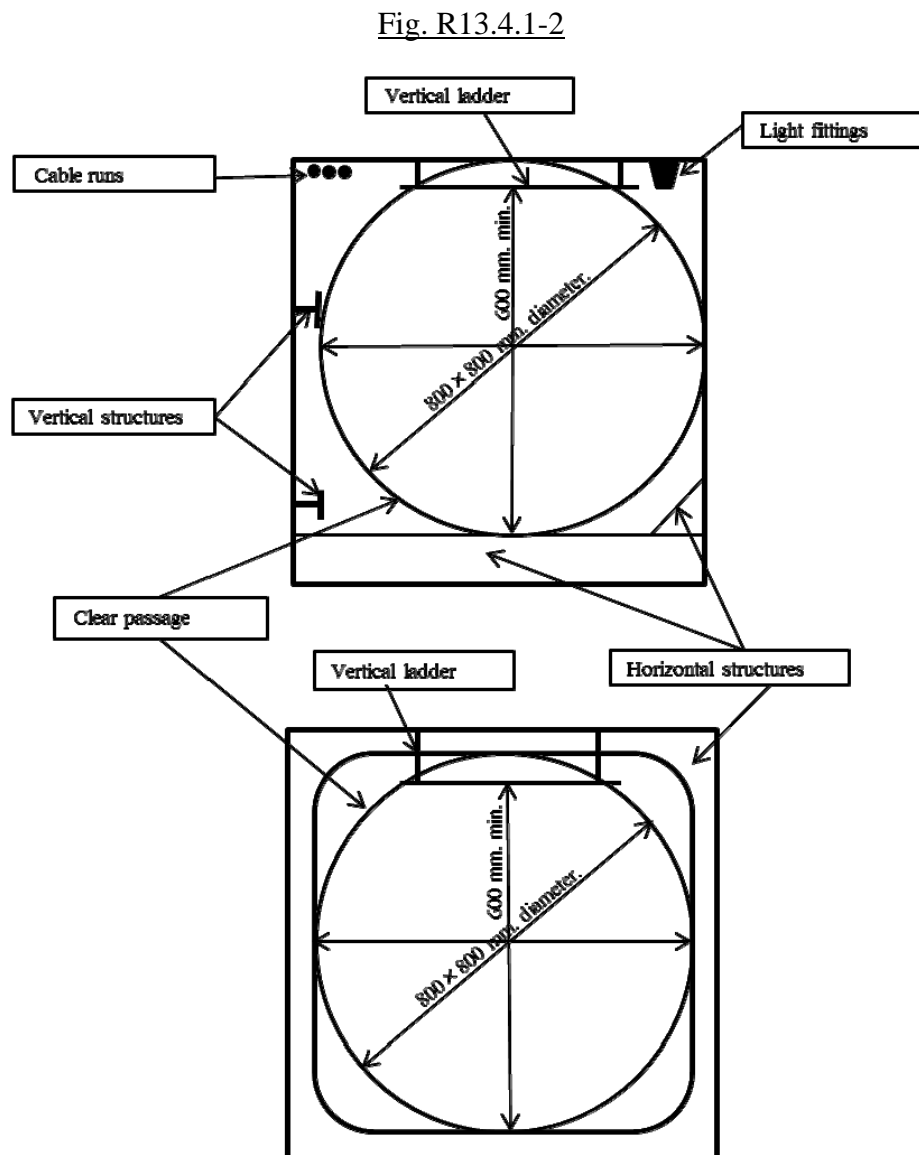 Fig. R13.4.1-2
Vertical ladder
Light fittings
Cable runs
600 mm. min.
800 × 800 mm. diameter.
Vertical structures
Clear passage
Vertical ladder
Horizontal structures
600 mm. min.
800 × 800 mm. diameter.